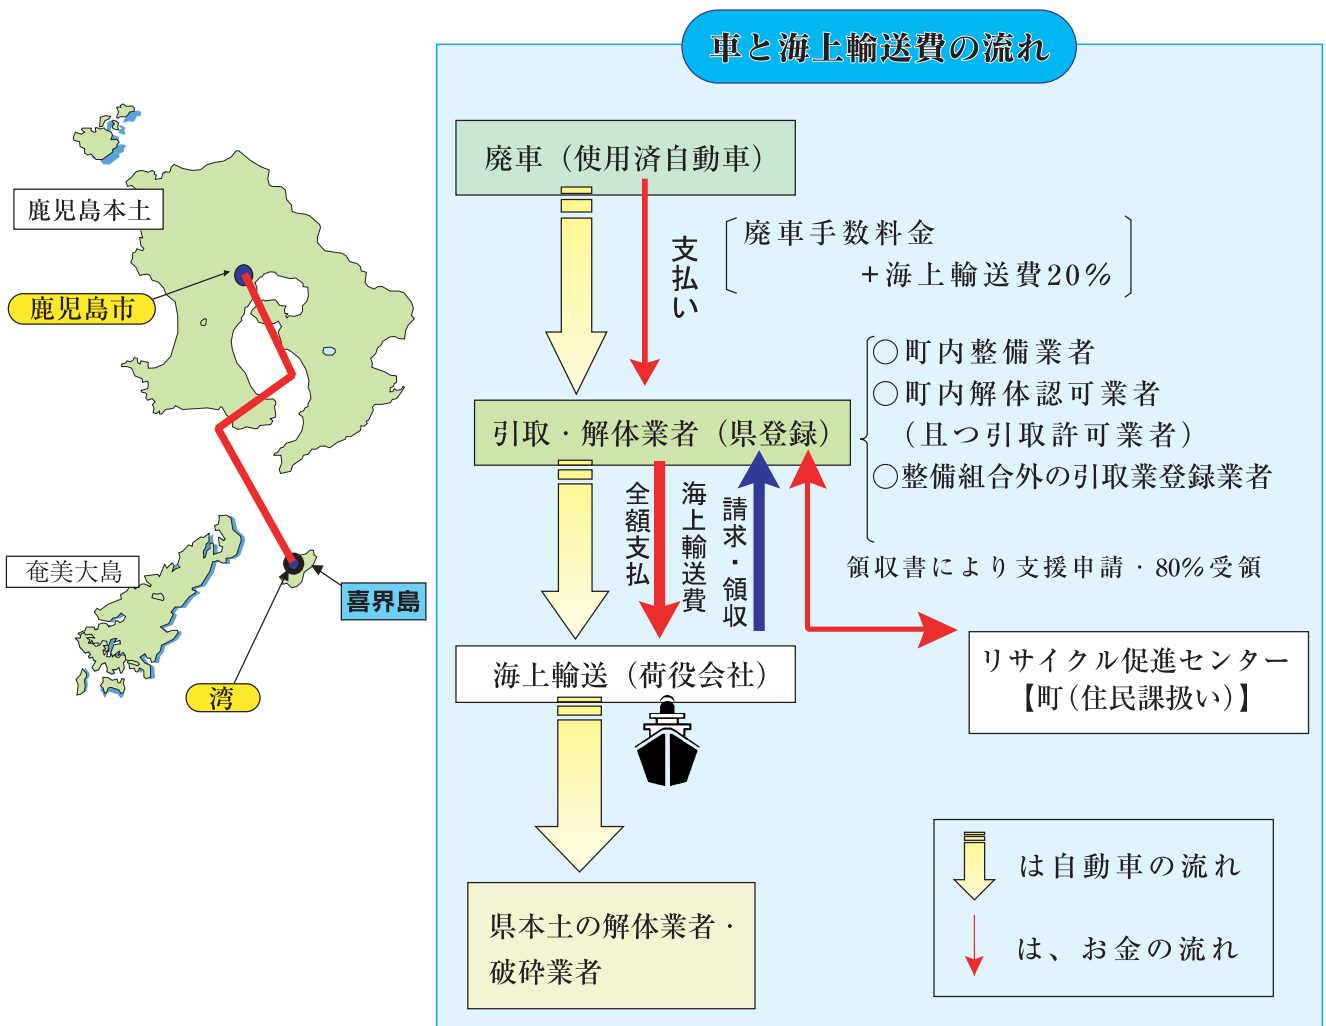 車と海上輸送費の流れ
鹿児島本土
鹿児島市
奄美大島
喜界島
湾
廃車（使用済自動車）
支払い
廃車手数料金
＋海上輸送費20％
引取・解体業者（県登録）
○町内整備業者
○町内解体認可業者
（且つ引取許可業者）
○整備組合外の引取業登録業者
全額支払
海上輸送費
請求・領収
領収書により支援申請・80％受領
海上輸送（荷役会社）
リサイクル促進センター
【町（住民課扱い）】
県本土の解体業者・
破砕業者
は自動車の流れ
は、お金の流れ